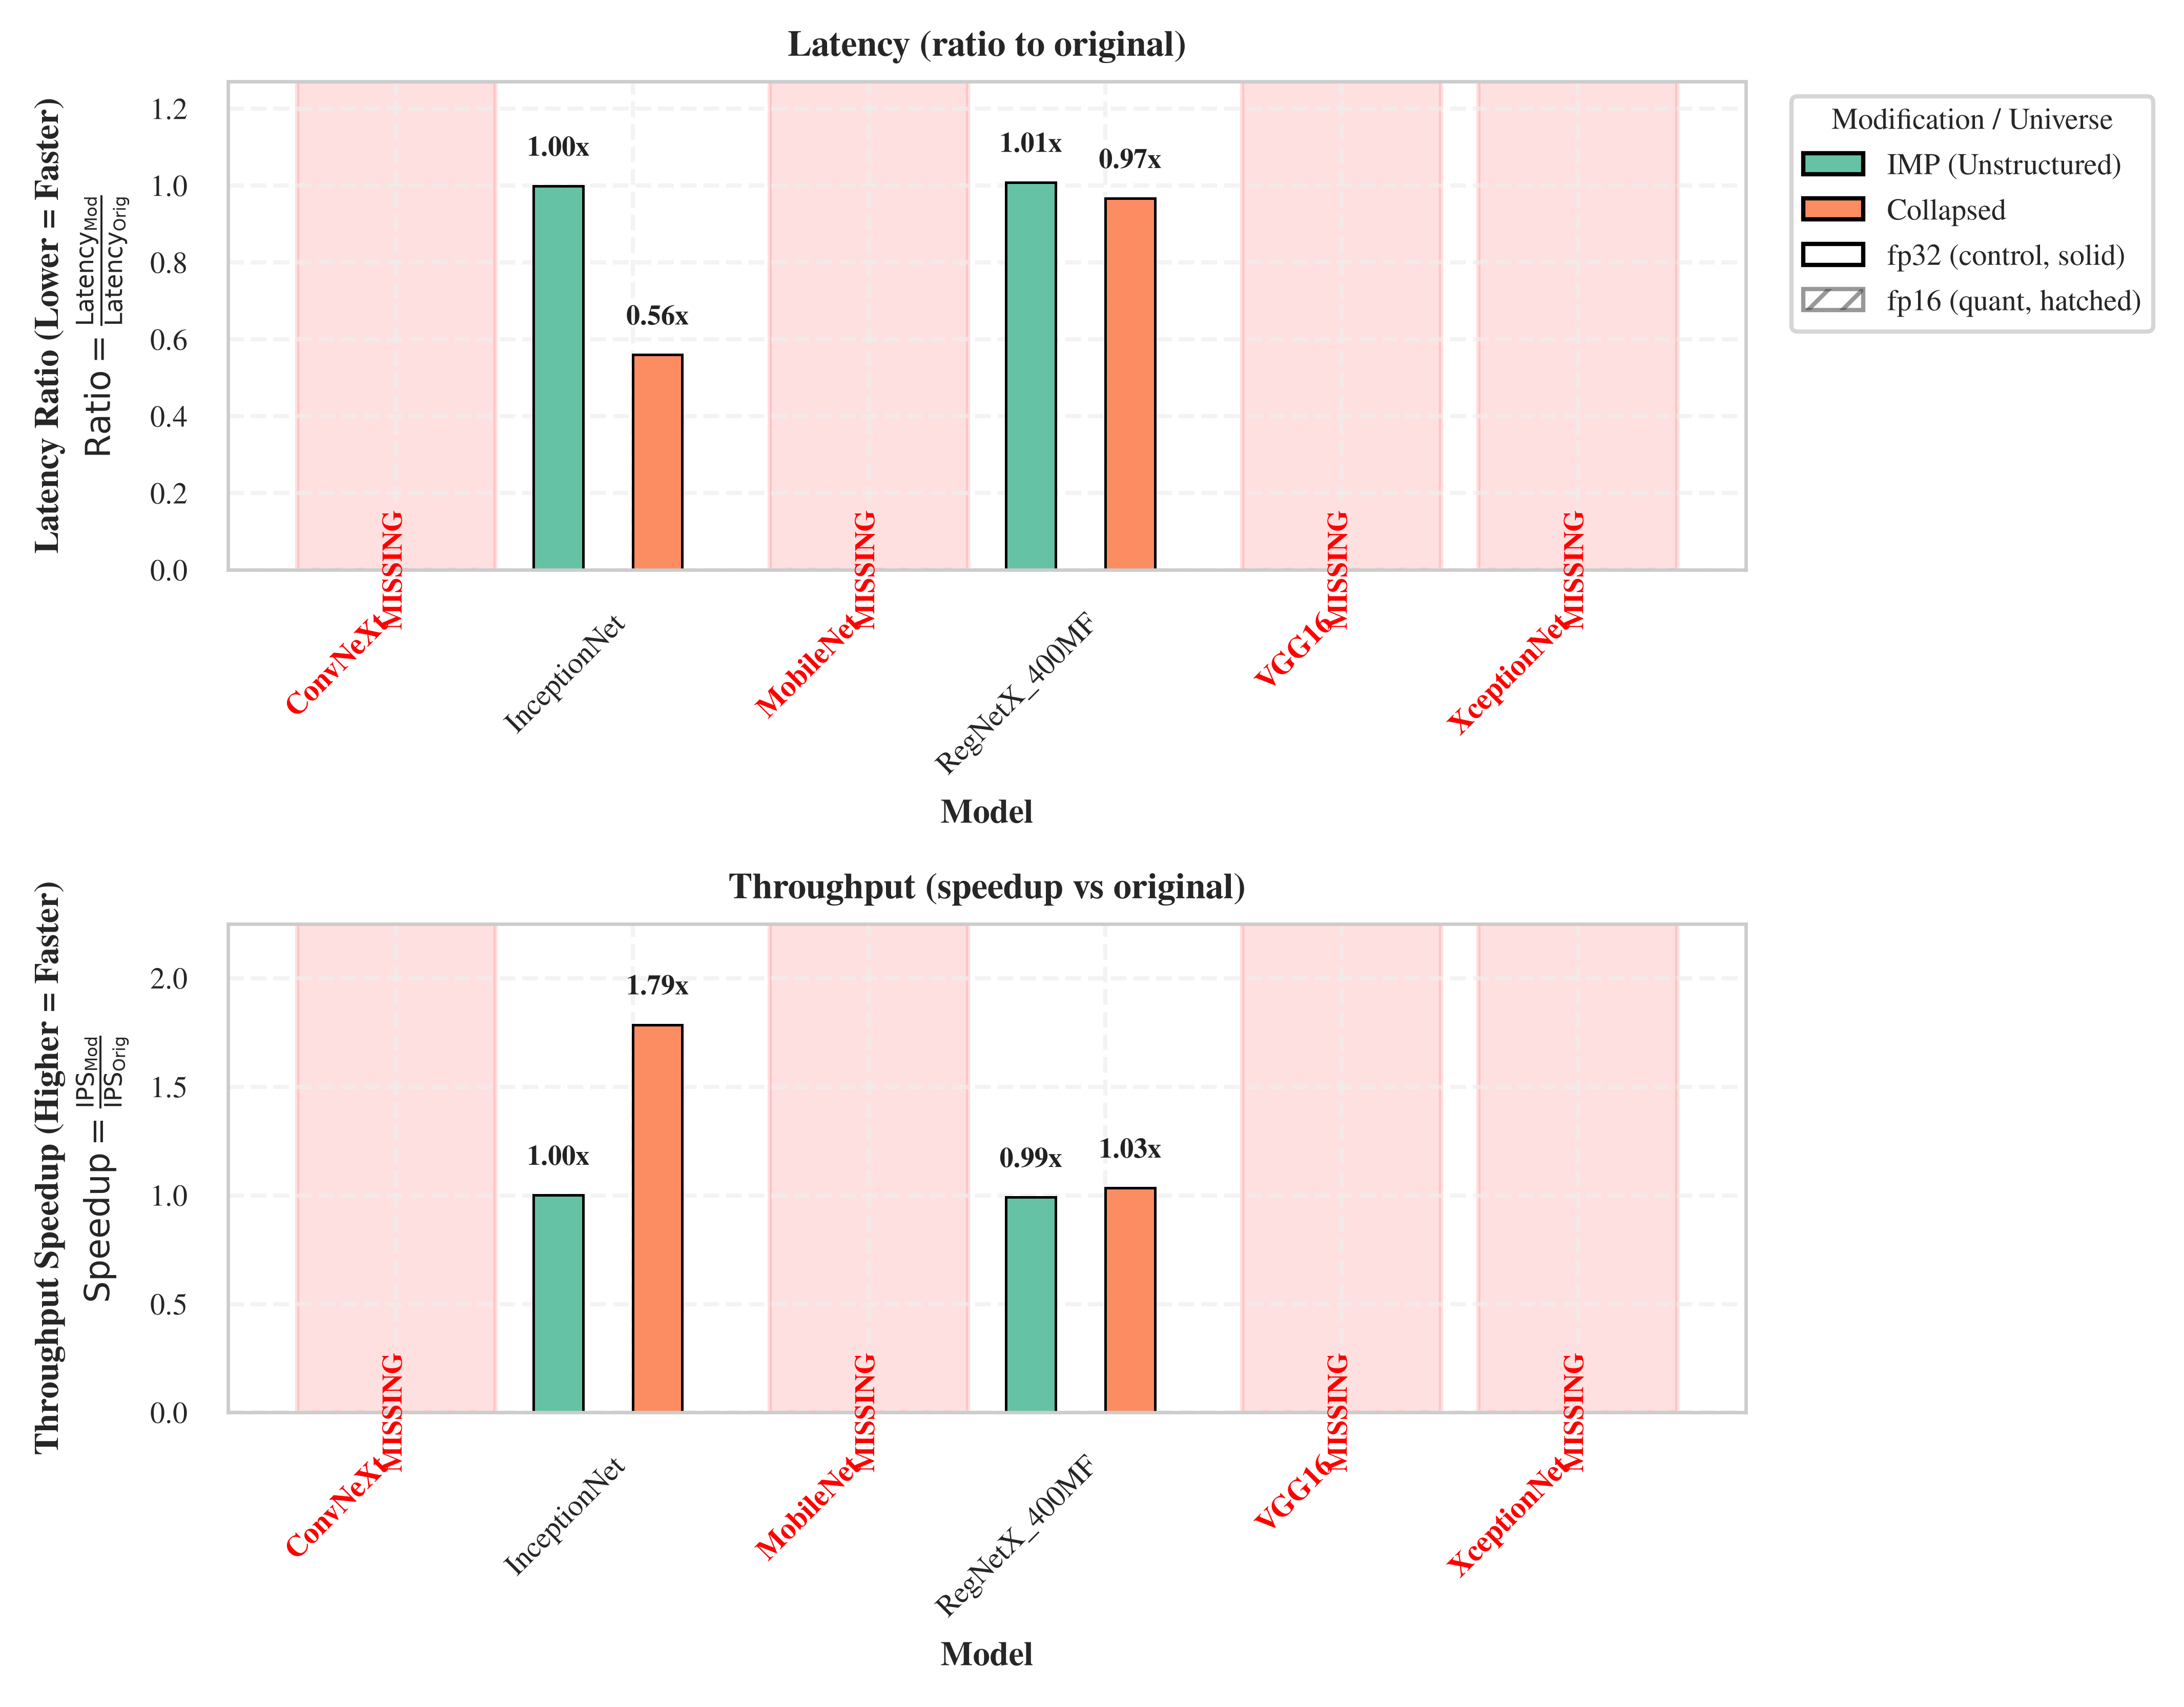 Latency (ratio to original)
Latency Ratio (Lower = Faster)
Ratio = Latency_Mod / Latency_Orig
1.2
1.0
0.8
0.6
0.4
0.2
0.0
1.00x
0.56x
1.01x
0.97x
MISSING
MISSING
MISSING
MISSING
ConvNeXt
InceptionNet
MobileNet
RegNetX_400MF
VGG16
XceptionNet
Model
Modification / Universe
IMP (Unstructured)
Collapsed
fp32 (control, solid)
fp16 (quant, hatched)
Throughput (speedup vs original)
Throughput Speedup (Higher = Faster)
Speedup = IPS_Mod / IPS_Orig
2.0
1.5
1.0
0.5
0.0
1.00x
1.79x
0.99x
1.03x
MISSING
MISSING
MISSING
MISSING
ConvNeXt
InceptionNet
MobileNet
RegNetX_400MF
VGG16
XceptionNet
Model